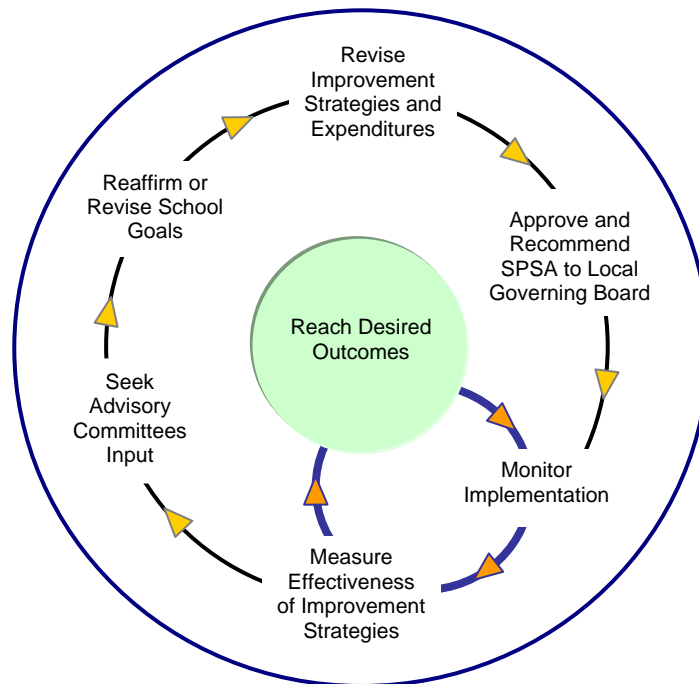 Revise
Improvement
Strategies and
Expenditures
Approve and
Recommend
SPSA to Local
Governing Board
Monitor
Implementation
Measure
Effectiveness
of Improvement
Strategies
Seek
Advisory
Committees
Input
Reaffirm or
Revise School
Goals
Reach Desired
Outcomes